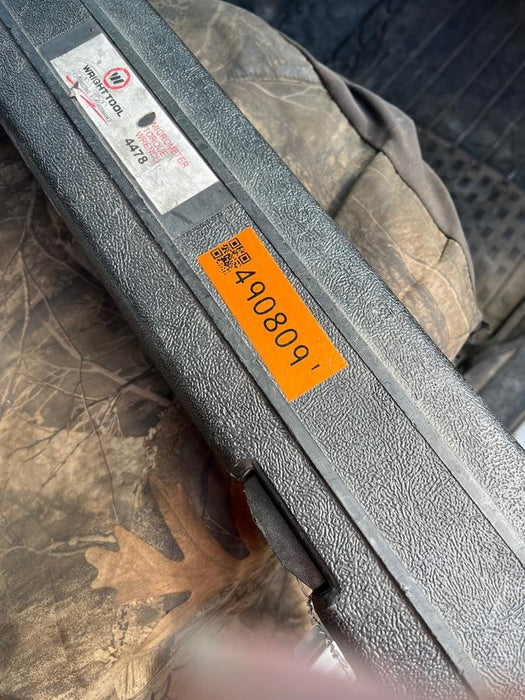 W
WRIGHT TOOL
MICROMETER
TORQUE
WRENCH
4478
490809'